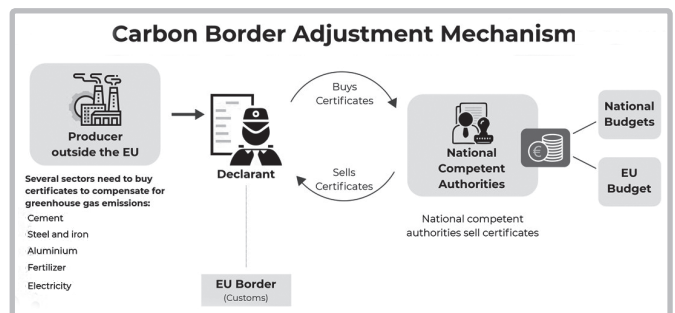 Carbon Border Adjustment Mechanism
Producer
outside the EU
Several sectors need to buy
certificates to compensate for
greenhouse gas emissions:
Cement
Steel and iron
Aluminium
Fertilizer
Electricity
Declarant
EU Border
(Customs)
Buys
Certificates
Sells
Certificates
National
Competent
Authorities
National competent
authorities sell certificates
€
National
Budgets
EU
Budget